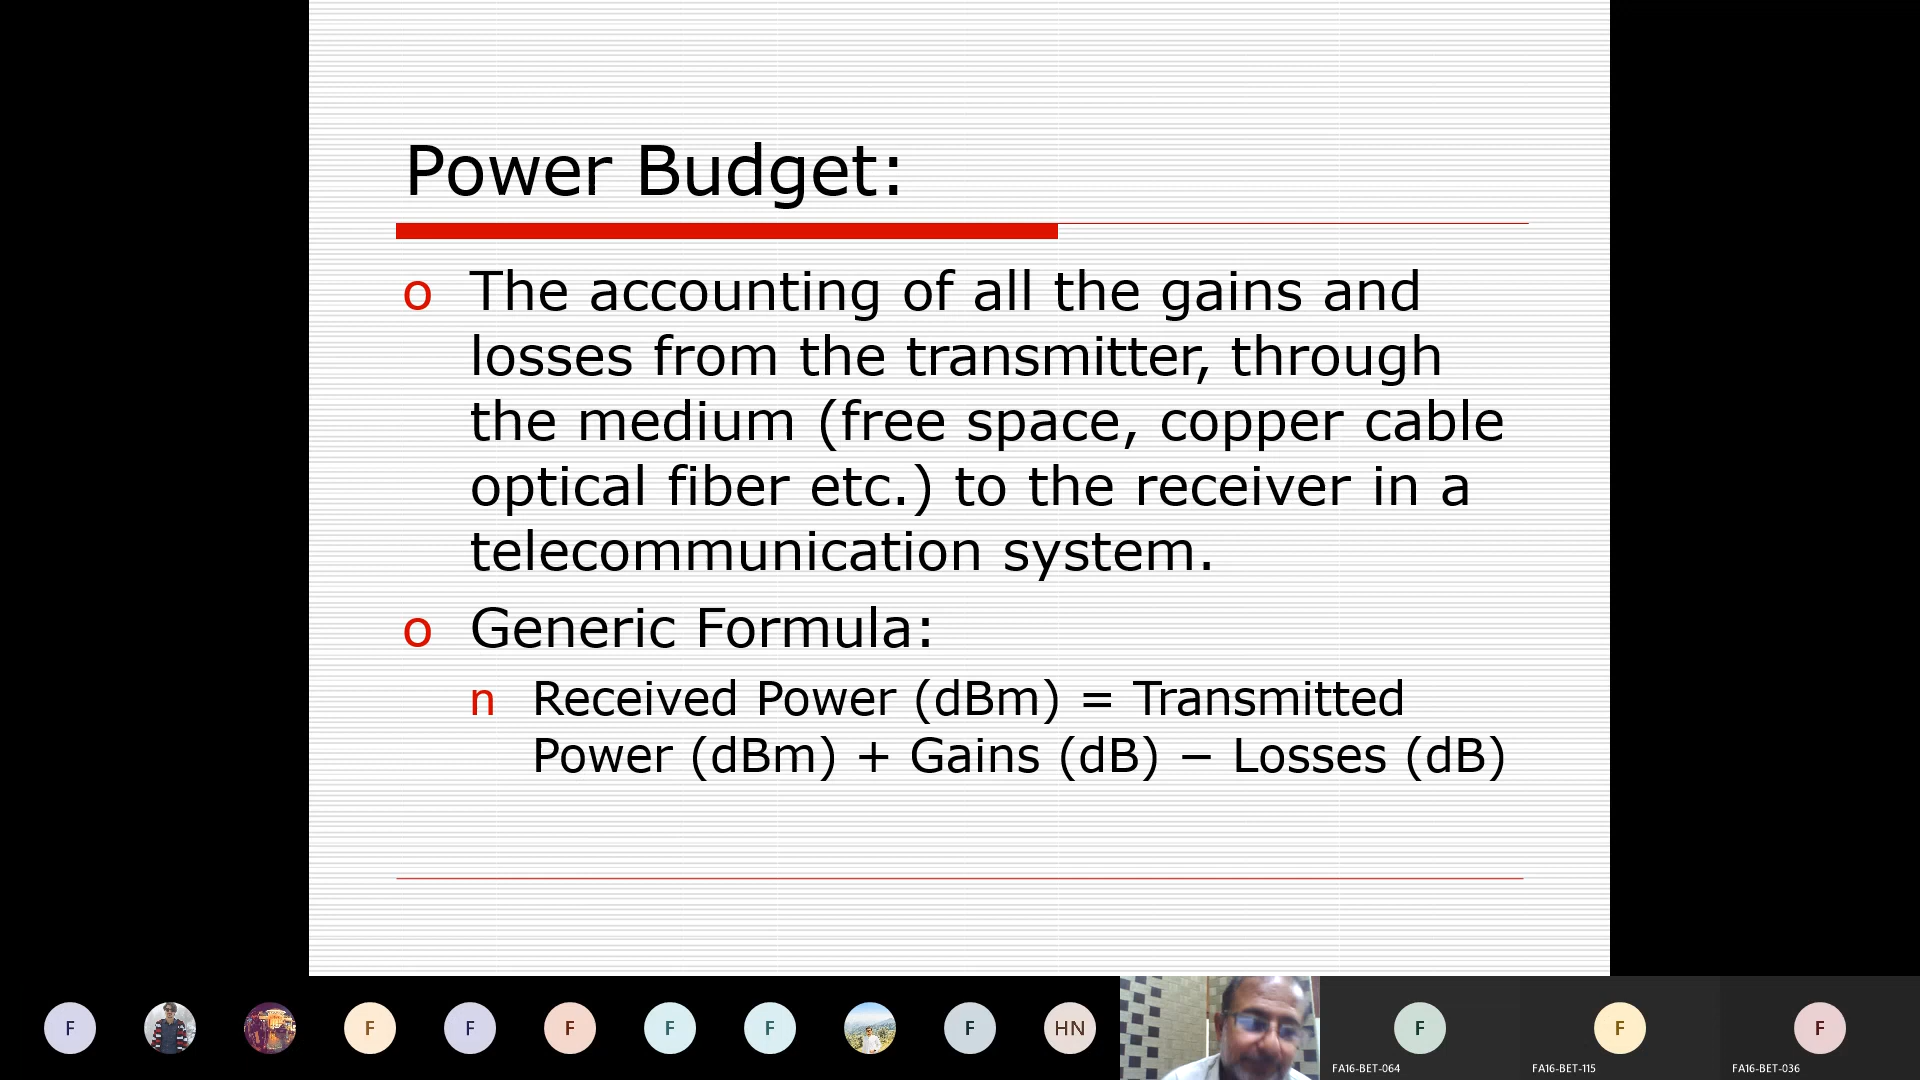 Power Budget:
o The accounting of all the gains and
losses from the transmitter, through
the medium (free space, copper cable
optical fiber etc.) to the receiver in a
telecommunication system.
o Generic Formula:
n Received Power (dBm) = Transmitted
Power (dBm) + Gains (dB) − Losses (dB)
F F F F F F F HN F F F
FA16-BET-064 FA16-BET-115 FA16-BET-036